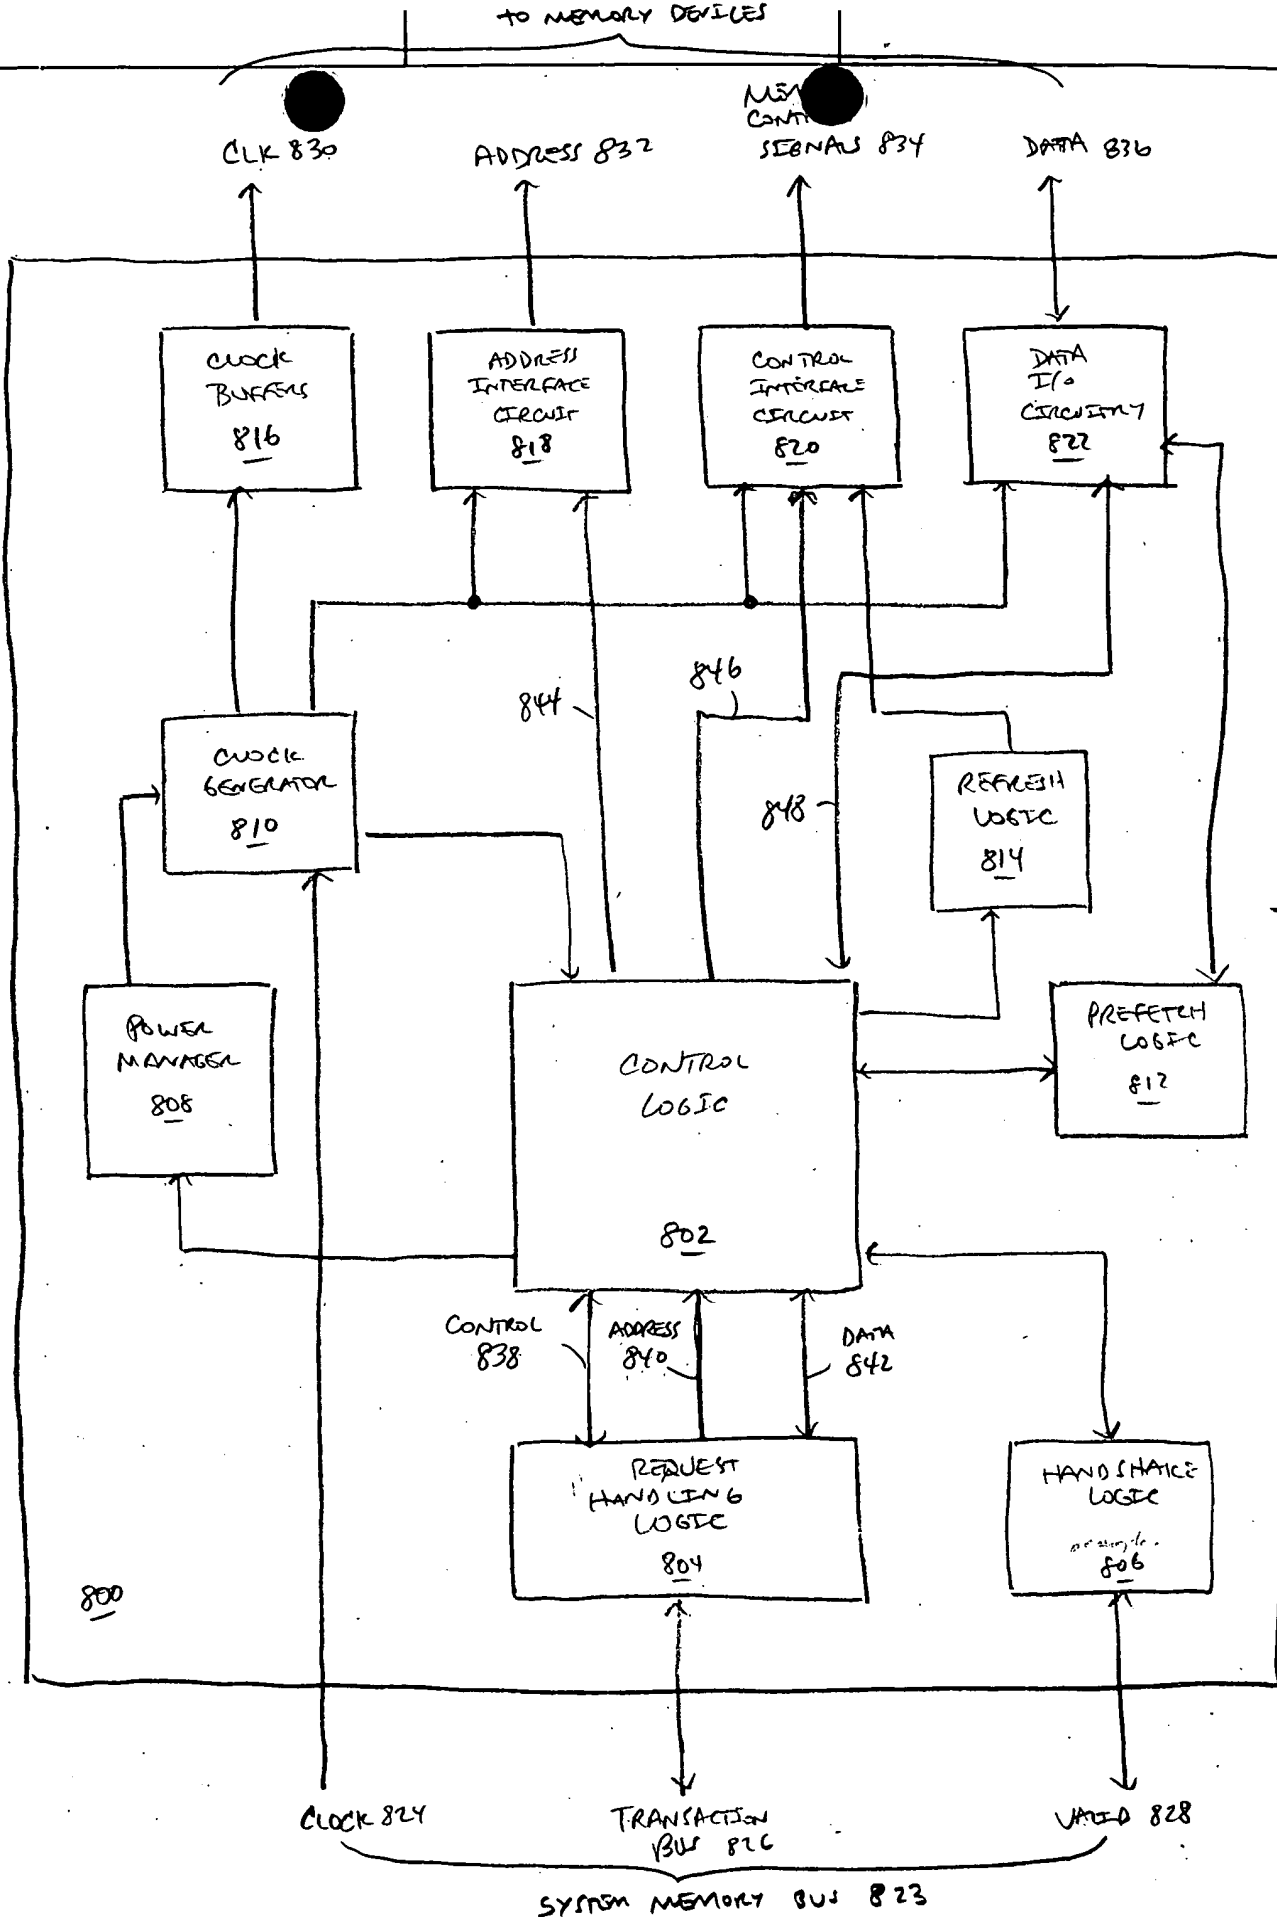 TO MEMORY DEVICES
CLK 830
ADDRESS 832
SIGNALS 834
DATA 836
CLOCK
BUFFERS
816
ADDRESS
INTERFACE
CIRCUIT
818
CONTROL
INTERFACE
CIRCUIT
820
DATA
I/O
CIRCUITRY
822
844
846
848
CLOCK
GENERATOR
810
REFRESH
LOGIC
814
POWER
MANAGER
808
CONTROL
LOGIC
802
PREFETCH
LOGIC
812
CONTROL
838
ADDRESS
840
DATA
842
REQUEST
HANDLING
LOGIC
804
HANDSHAKE
LOGIC
806
800
CLOCK 824
TRANSACTION
BUS 826
VALID 828
SYSTEM MEMORY BUS 823